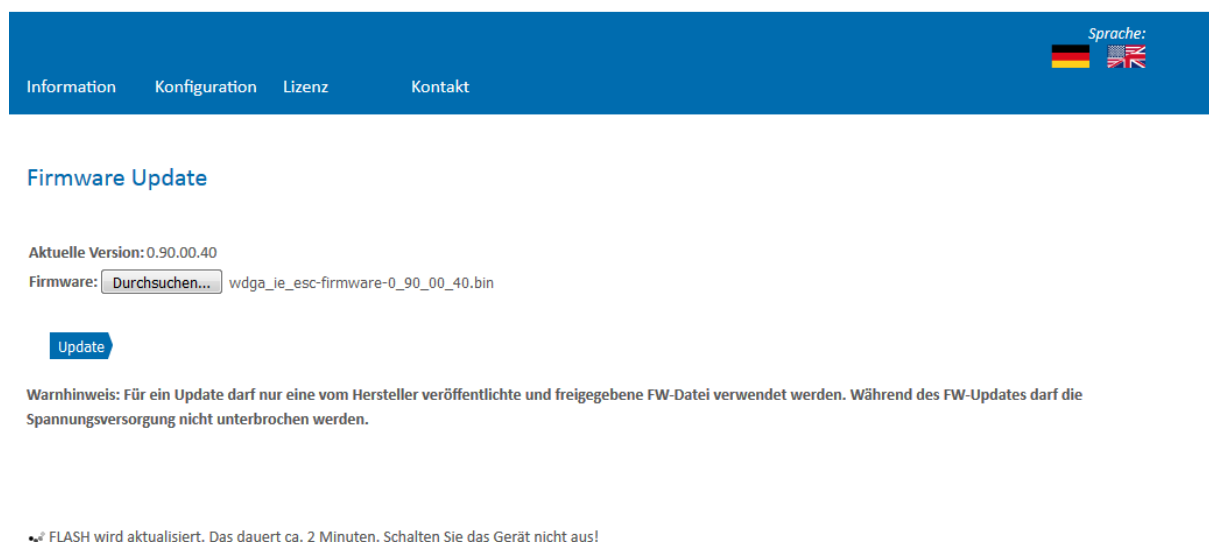 Sprache:
Information Konfiguration Lizenz Kontakt
Firmware Update
Aktuelle Version: 0.90.00.40
Firmware: Durchsuchen... wdga_ie_esc-firmware-0_90_00_40.bin
Update
Warnhinweis: Für ein Update darf nur eine vom Hersteller veröffentlichte und freigegebene FW-Datei verwendet werden. Während des FW-Updates darf die
Spannungsversorgung nicht unterbrochen werden.
FLASH wird aktualisiert. Das dauert ca. 2 Minuten. Schalten Sie das Gerät nicht aus!